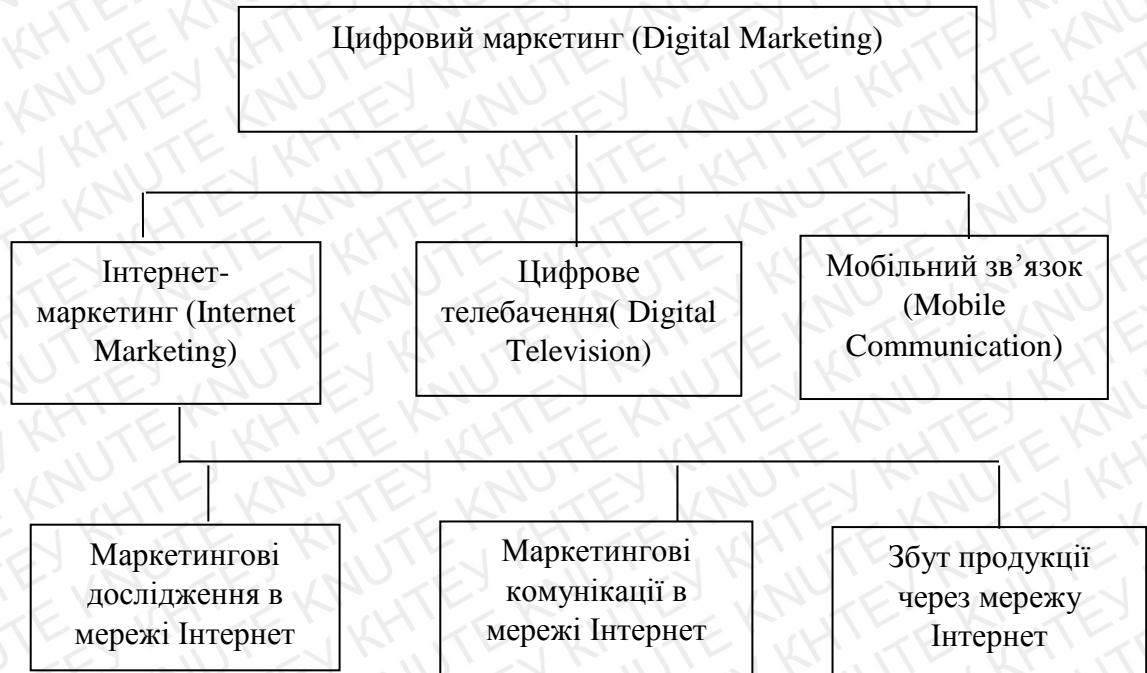 Цифровий маркетинг (Digital Marketing)
Інтернет-
маркетинг (Internet
Marketing)
Цифрове
телебачення( Digital
Television)
Мобільний зв’язок
(Mobile
Communication)
Маркетингові
дослідження в
мережі Інтернет
Маркетингові
комунікації в
мережі Інтернет
Збут продукції
через мережу
Інтернет